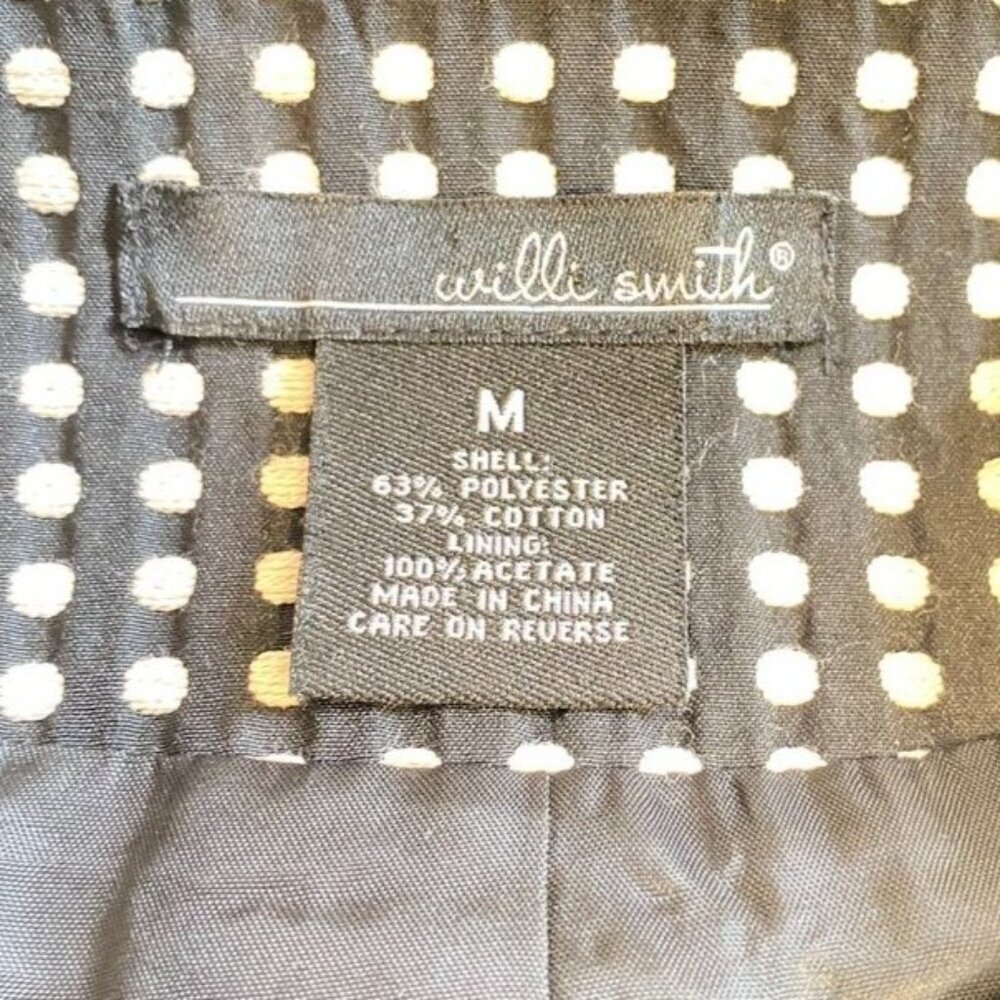 willi smith®
M
SHELL:
63% POLYESTER
37% COTTON
LINING:
100% ACETATE
MADE IN CHINA
CARE ON REVERSE